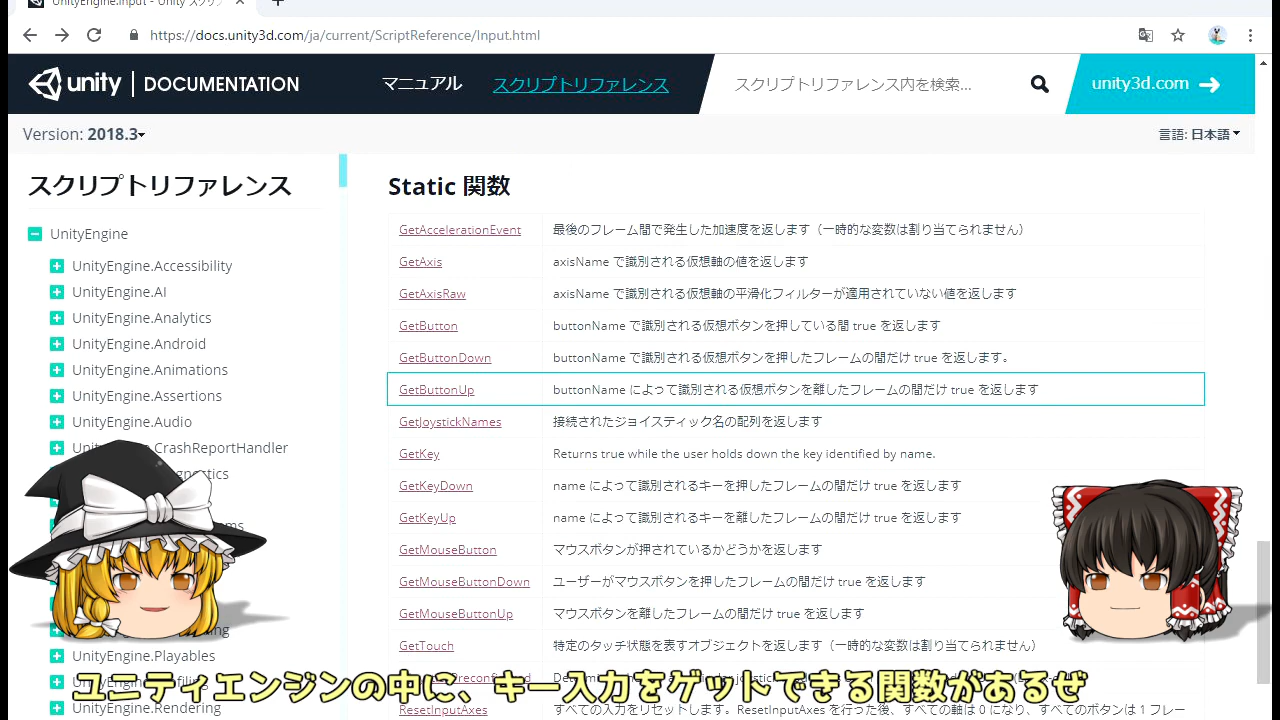 UnityEngine.Input - Unity スクリプ
https://docs.unity3d.com/ja/current/ScriptReference/Input.html
unity | DOCUMENTATION
マニュアル
スクリプトリファレンス
スクリプトリファレンス内を検索...
unity3d.com
Version: 2018.3
言語: 日本語
スクリプトリファレンス
UnityEngine
UnityEngine.Accessibility
UnityEngine.AI
UnityEngine.Analytics
UnityEngine.Android
UnityEngine.Animations
UnityEngine.Assertions
UnityEngine.Audio
.CrashReportHandler
UnityEngine.Playables
UnityEngine.Rendering
Static 関数
GetAccelerationEvent 最後のフレーム間で発生した加速度を返します（一時的な変数は割り当てられません）
GetAxis axisName で識別される仮想軸の値を返します
GetAxisRaw axisName で識別される仮想軸の平滑化フィルターが適用されていない値を返します
GetButton buttonName で識別される仮想ボタンを押している間 true を返します
GetButtonDown buttonName で識別される仮想ボタンを押したフレームの間だけ true を返します。
GetButtonUp buttonName によって識別される仮想ボタンを離したフレームの間だけ true を返します
GetJoystickNames 接続されたジョイスティック名の配列を返します
GetKey Returns true while the user holds down the key identified by name.
GetKeyDown name によって識別されるキーを押したフレームの間だけ true を返します
GetKeyUp name によって識別されるキーを離したフレームの間だけ true を返します
GetMouseButton マウスボタンが押されているかどうかを返します
GetMouseButtonDown ユーザーがマウスボタンを押したフレームの間だけ true を返します
GetMouseButtonUp マウスボタンを離したフレームの間だけ true を返します
GetTouch 特定のタッチ状態を表すオブジェクトを返します（一時的な変数は割り当てられません）
ResetInputAxes すべての入力をリセットします。ResetInputAxes を行った後、すべての軸は 0 になり、すべてのボタンは 1 フレー
ユニティエンジンの中に、キー入力をゲットできる関数があるぜ